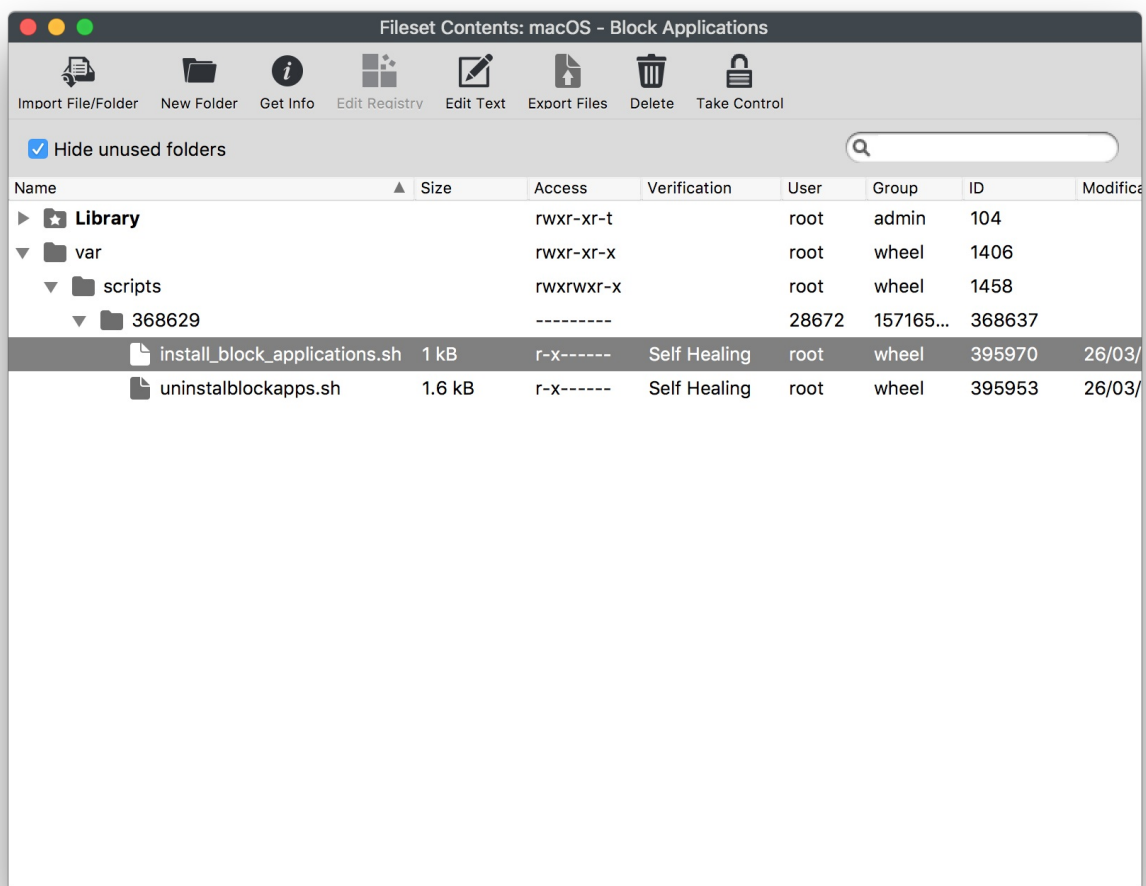 Fileset Contents: macOS - Block Applications
Import File/Folder New Folder Get Info Edit Registry Edit Text Export Files Delete Take Control
Hide unused folders
Name Size Access Verification User Group ID Modifica
Library rwxr-xr-t root admin 104
var rwxr-xr-x root wheel 1406
scripts rwxrwxr-x root wheel 1458
368629 --------- 28672 157165... 368637
install_block_applications.sh 1 kB r-x------ Self Healing root wheel 395970 26/03/
uninstalblockapps.sh 1.6 kB r-x------ Self Healing root wheel 395953 26/03/